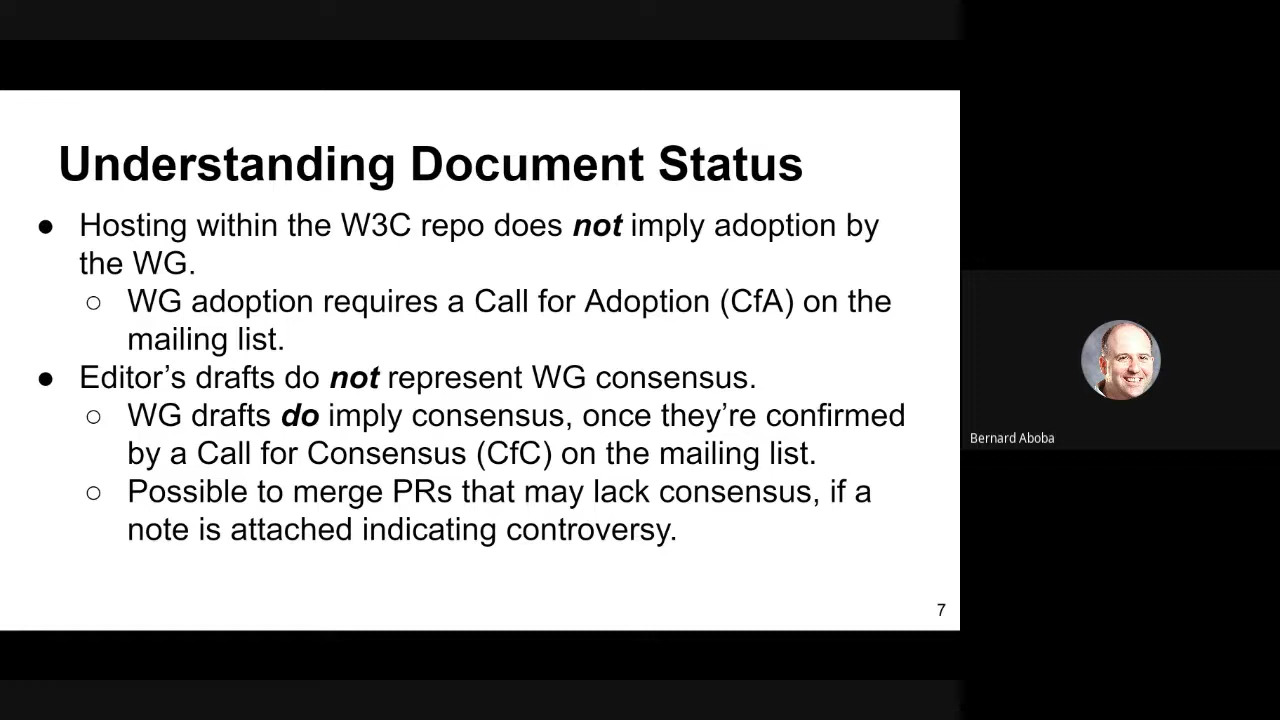 Understanding Document Status
● Hosting within the W3C repo does not imply adoption by
the WG.
○ WG adoption requires a Call for Adoption (CfA) on the
mailing list.
● Editor’s drafts do not represent WG consensus.
○ WG drafts do imply consensus, once they’re confirmed
by a Call for Consensus (CfC) on the mailing list.
○ Possible to merge PRs that may lack consensus, if a
note is attached indicating controversy.
7
Bernard Aboba